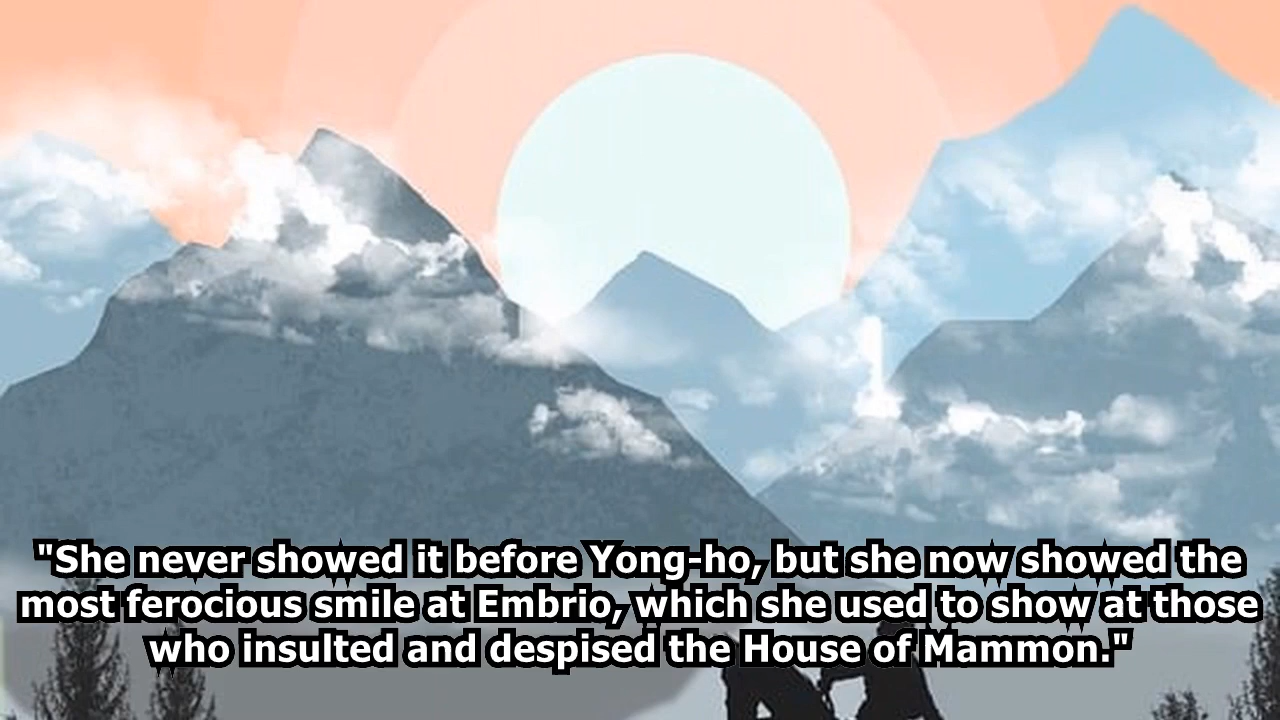 "She never showed it before Yong-ho, but she now showed the
most ferocious smile at Embrio, which she used to show at those
who insulted and despised the House of Mammon."